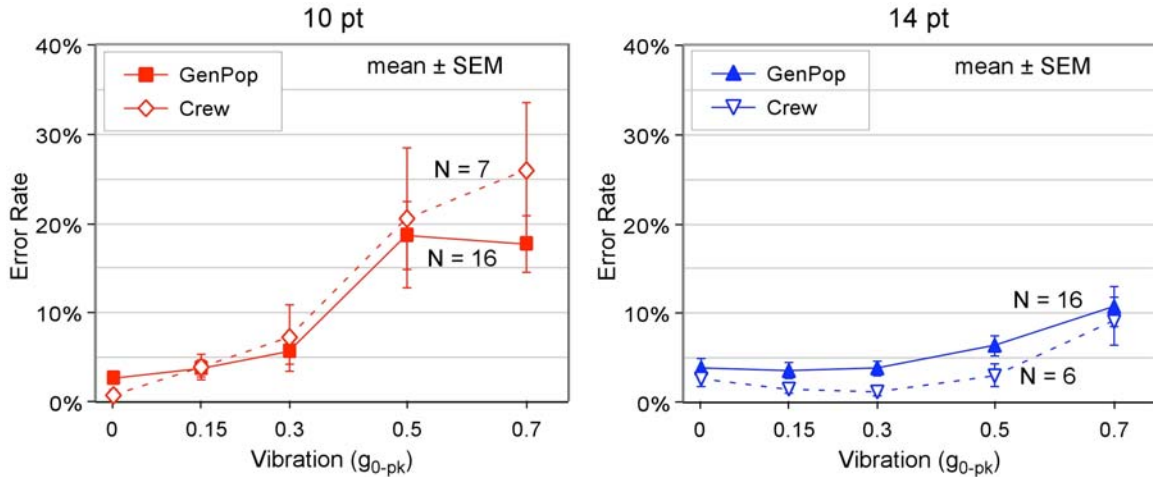 10 pt
40%
30%
20%
10%
0%
Error Rate
GenPop
Crew
mean ± SEM
N = 7
N = 16
0 0.15 0.3 0.5 0.7
Vibration (g0-pk)
14 pt
40%
30%
20%
10%
0%
Error Rate
GenPop
Crew
mean ± SEM
N = 16
N = 6
0 0.15 0.3 0.5 0.7
Vibration (g0-pk)